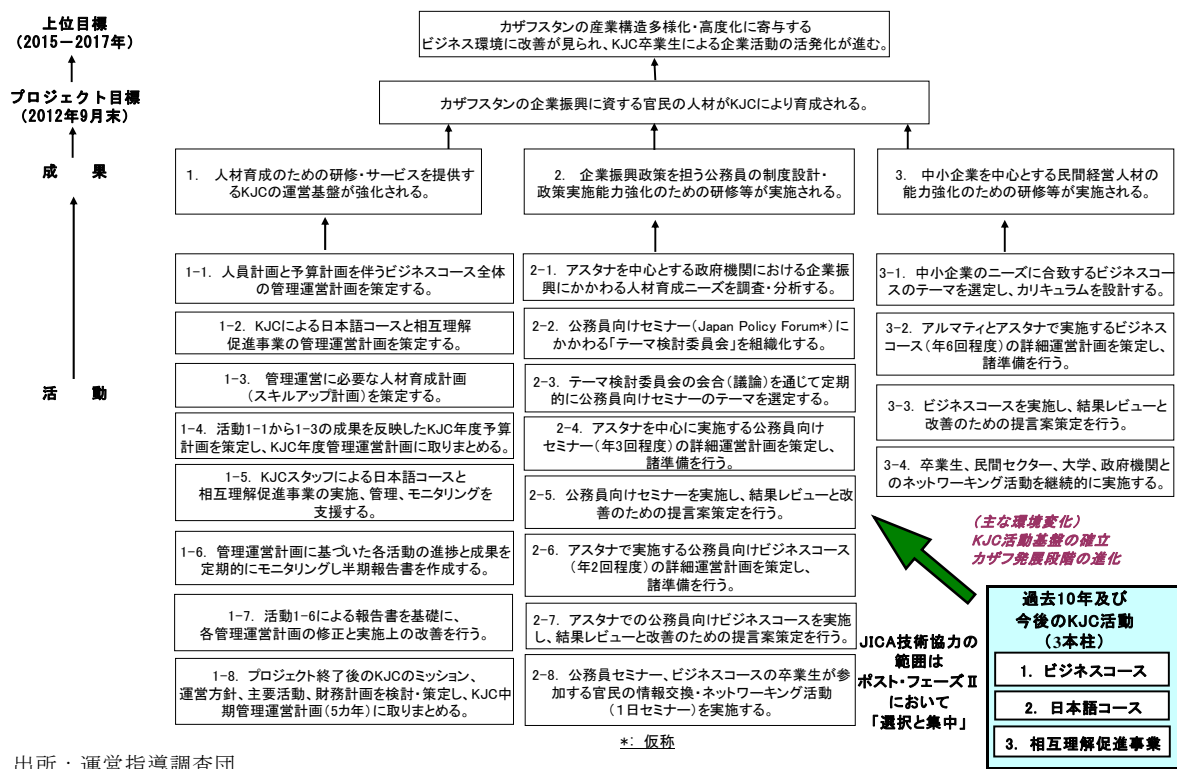 上位目標
(2015－2017年)
カザフスタンの産業構造多様化・高度化に寄与する
ビジネス環境に改善が見られ、KJC卒業生による企業活動の活発化が進む。
プロジェクト目標
(2012年9月末)
カザフスタンの企業振興に資する官民の人材がKJCにより育成される。
成　果
1.　人材育成のための研修・サービスを提供す
るKJCの運営基盤が強化される。
2.　企業振興政策を担う公務員の制度設計・
政策実施能力強化のための研修等が実施される。
3.　中小企業を中心とする民間経営人材の
能力強化のための研修等が実施される。
活　動
1-1.　人員計画と予算計画を伴うビジネスコース全体
の管理運営計画を策定する。
1-2.　KJCによる日本語コースと相互理解
促進事業の管理運営計画を策定する。
1-3.　管理運営に必要な人材育成計画
(スキルアップ計画)を策定する。
1-4. 活動1-1から1-3の成果を反映したKJC年度予算
計画を策定し、KJC年度管理運営計画に取りまとめる。
1-5.　KJCスタッフによる日本語コースと
相互理解促進事業の実施、管理、モニタリングを
支援する。
1-6. 管理運営計画に基づいた各活動の進捗と成果を
定期的にモニタリングし半期報告書を作成する。
1-7.　活動1-6による報告書を基礎に、
各管理運営計画の修正と実施上の改善を行う。
1-8.　プロジェクト終了後のKJCのミッション、
運営方針、主要活動、財務計画を検討・策定し、KJC中
期管理運営計画(5カ年)に取りまとめる。
2-1. アスタナを中心とする政府機関における企業振
興にかかわる人材育成ニーズを調査・分析する。
2-2.　公務員向けセミナー(Japan Policy Forum*)に
かかわる「テーマ検討委員会」を組織化する。
2-3. テーマ検討委員会の会合(議論)を通じて定期
的に公務員向けセミナーのテーマを選定する。
2-4.　アスタナを中心に実施する公務員向け
セミナー(年3回程度)の詳細運営計画を策定し、
諸準備を行う。
2-5. 公務員向けセミナーを実施し、結果レビューと改
善のための提言案策定を行う。
2-6. アスタナで実施する公務員向けビジネスコース
(年2回程度)の詳細運営計画を策定し、
諸準備を行う。
2-7. アスタナでの公務員向けビジネスコースを実施
し、結果レビューと改善のための提言案策定を行う。
2-8. 公務員セミナー、ビジネスコースの卒業生が参
加する官民の情報交換・ネットワーキング活動
(1日セミナー)を実施する。
*: 仮称
3-1. 中小企業のニーズに合致するビジネスコー
スのテーマを選定し、カリキュラムを設計する。
3-2. アルマティとアスタナで実施するビジネス
コース(年6回程度)の詳細運営計画を策定し、
諸準備を行う。
3-3. ビジネスコースを実施し、結果レビューと
改善のための提言案策定を行う。
3-4. 卒業生、民間セクター、大学、政府機関と
のネットワーキング活動を継続的に実施する。
(主な環境変化)
KJC活動基盤の確立
カザフ発展段階の進化
JICA技術協力の
範囲は
ポスト・フェーズⅡ
において
「選択と集中」
過去10年及び
今後のKJC活動
(3本柱)
1. ビジネスコース
2. 日本語コース
3. 相互理解促進事業
出所：運営指導調査団